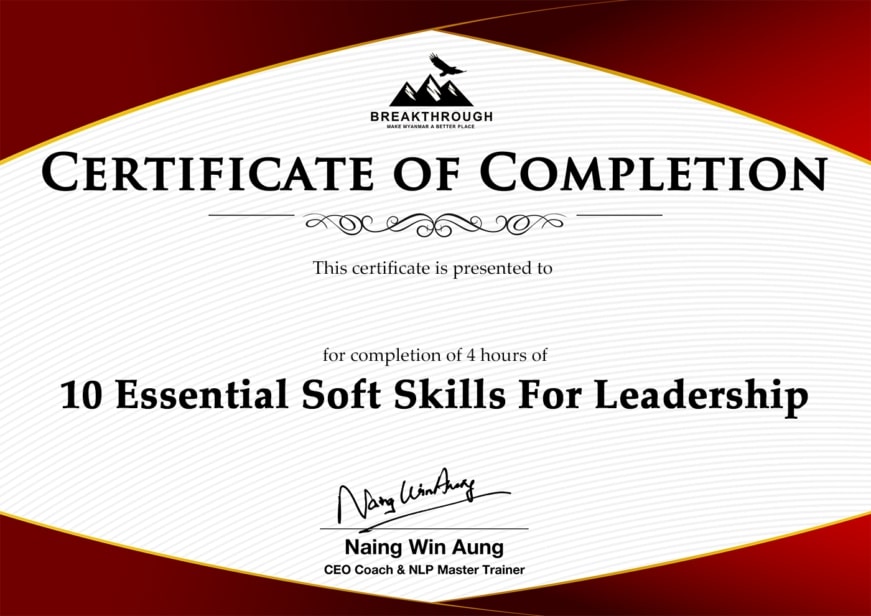 BREAKTHROUGH
MAKE MYANMAR A BETTER PLACE
CERTIFICATE OF COMPLETION
This certificate is presented to
for completion of 4 hours of
10 Essential Soft Skills For Leadership
Naing Win Aung
Naing Win Aung
CEO Coach & NLP Master Trainer